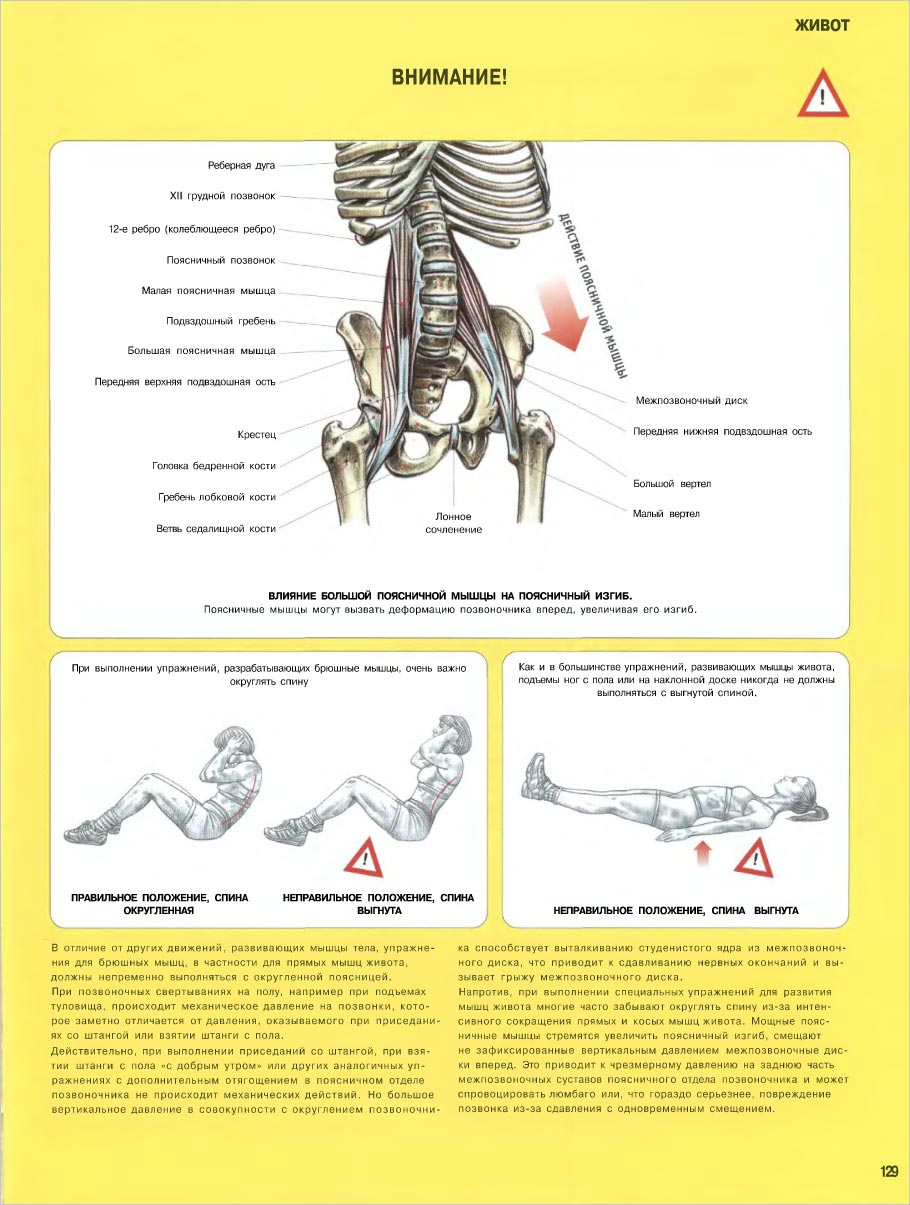 ЖИВОТ
ВНИМАНИЕ!
!
Реберная дуга
XII грудной позвонок
12-е ребро (колеблющееся ребро)
Поясничный позвонок
Малая поясничная мышца
Подвздошный гребень
Большая поясничная мышца
Передняя верхняя подвздошная ость
Крестец
Головка бедренной кости
Гребень лобковой кости
Ветвь седалищной кости
Лонное
сочленение
ДЕЙСТВИЕ ПОЯСНИЧНОЙ МЫШЦЫ
Межпозвоночный диск
Передняя нижняя подвздошная ость
Большой вертел
Малый вертел
ВЛИЯНИЕ БОЛЬШОЙ ПОЯСНИЧНОЙ МЫШЦЫ НА ПОЯСНИЧНЫЙ ИЗГИБ.
Поясничные мышцы могут вызвать деформацию позвоночника вперед, увеличивая его изгиб.
При выполнении упражнений, разрабатывающих брюшные мышцы, очень важно
округлять спину
!
ПРАВИЛЬНОЕ ПОЛОЖЕНИЕ, СПИНА
ОКРУГЛЕННАЯ
НЕПРАВИЛЬНОЕ ПОЛОЖЕНИЕ, СПИНА
ВЫГНУТА
Как и в большинстве упражнений, развивающих мышцы живота,
подъемы ног с пола или на наклонной доске никогда не должны
выполняться с выгнутой спиной.
!
НЕПРАВИЛЬНОЕ ПОЛОЖЕНИЕ, СПИНА ВЫГНУТА
В отличие от других движений, развивающих мышцы тела, упражне-
ния для брюшных мышц, в частности для прямых мышц живота,
должны непременно выполняться с округленной поясницей.
При позвоночных свертываниях на полу, например при подъемах
туловища, происходит механическое давление на позвонки, кото-
рое заметно отличается от давления, оказываемого при приседани-
ях со штангой или взятии штанги с пола.
Действительно, при выполнении приседаний со штангой, при взя-
тии штанги с пола «с добрым утром» или других аналогичных уп-
ражнениях с дополнительным отягощением в поясничном отделе
позвоночника не происходит механических действий. Но большое
вертикальное давление в совокупности с округлением позвоночни-
ка способствует выталкиванию студенистого ядра из межпозвоноч-
ного диска, что приводит к сдавливанию нервных окончаний и вы-
зывает грыжу межпозвоночного диска.
Напротив, при выполнении специальных упражнений для развития
мышц живота многие часто забывают округлять спину из-за интен-
сивного сокращения прямых и косых мышц живота. Мощные пояс-
ничные мышцы стремятся увеличить поясничный изгиб, смещают
не зафиксированные вертикальным давлением межпозвоночные дис-
ки вперед. Это приводит к чрезмерному давлению на заднюю часть
межпозвоночных суставов поясничного отдела позвоночника и может
спровоцировать люмбаго или, что гораздо серьезнее, повреждение
позвонка из-за сдавления с одновременным смещением.
129